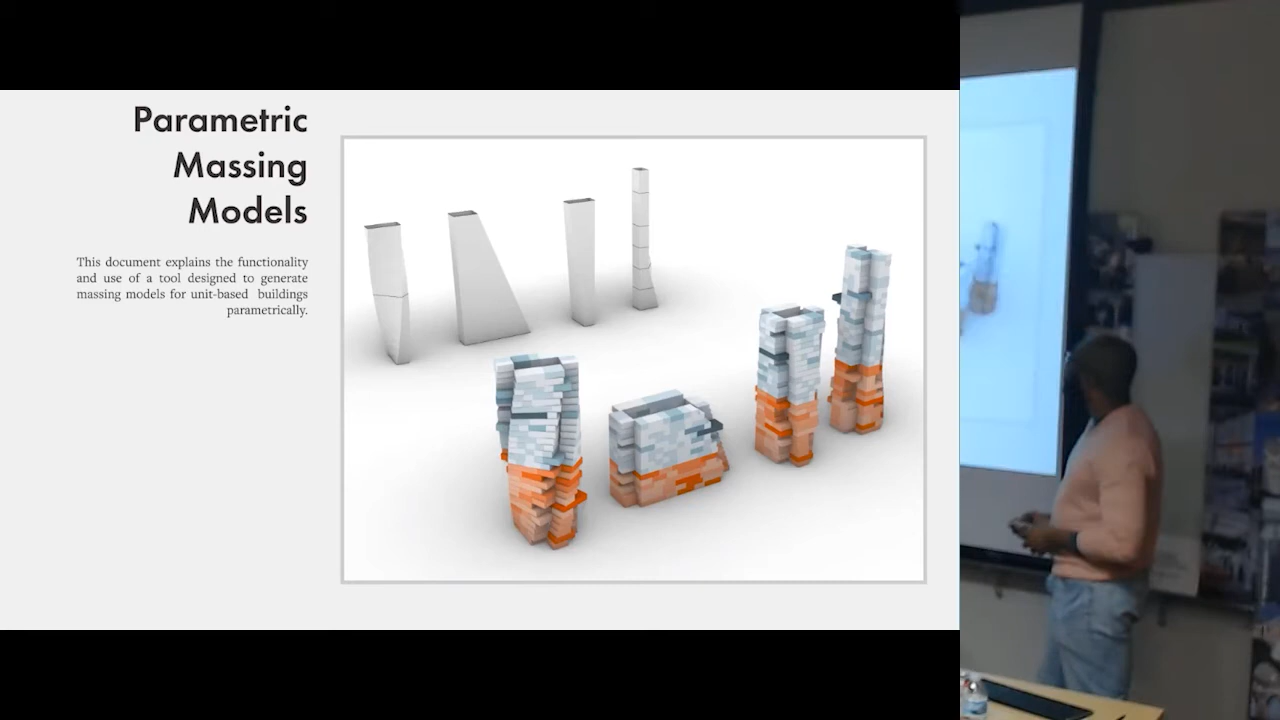 Parametric
Massing
Models
This document explains the functionality
and use of a tool designed to generate
massing models for unit-based buildings
parametrically.